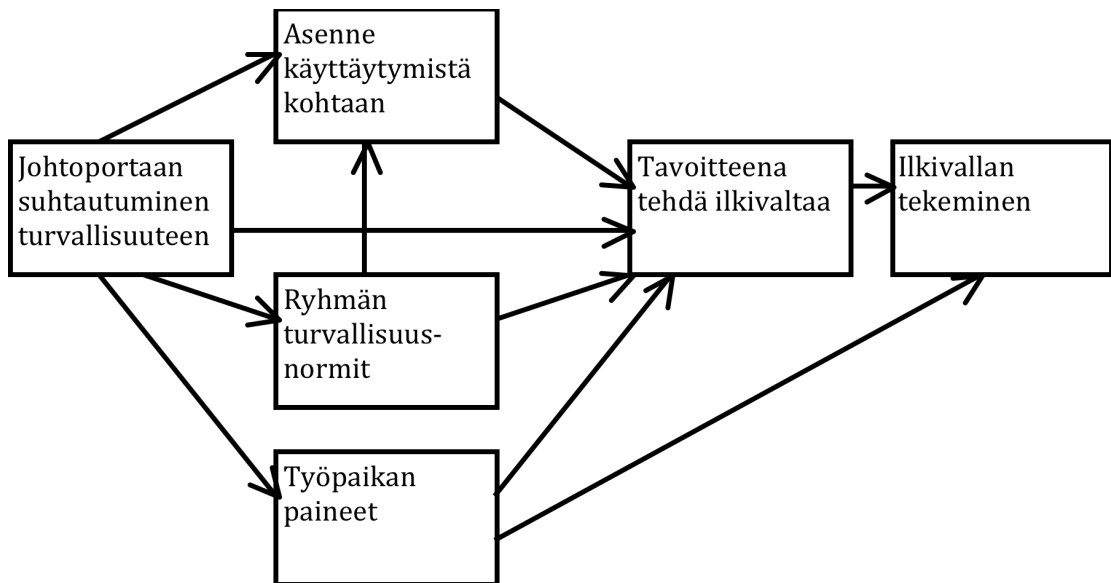 Asenne
käyttäytymistä
kohtaan
Johtoportaan
suhtautuminen
turvallisuuteen
Tavoitteena
tehdä ilkivaltaa
Ilkivallan
tekeminen
Ryhmän
turvallisuus-
normit
Työpaikan
paineet